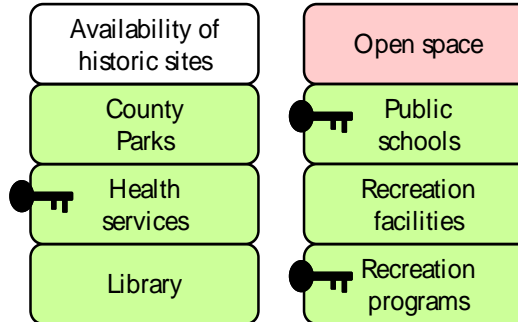 Availability of
historic sites
County
Parks
Health
services
Library
Open space
Public
schools
Recreation
facilities
Recreation
programs